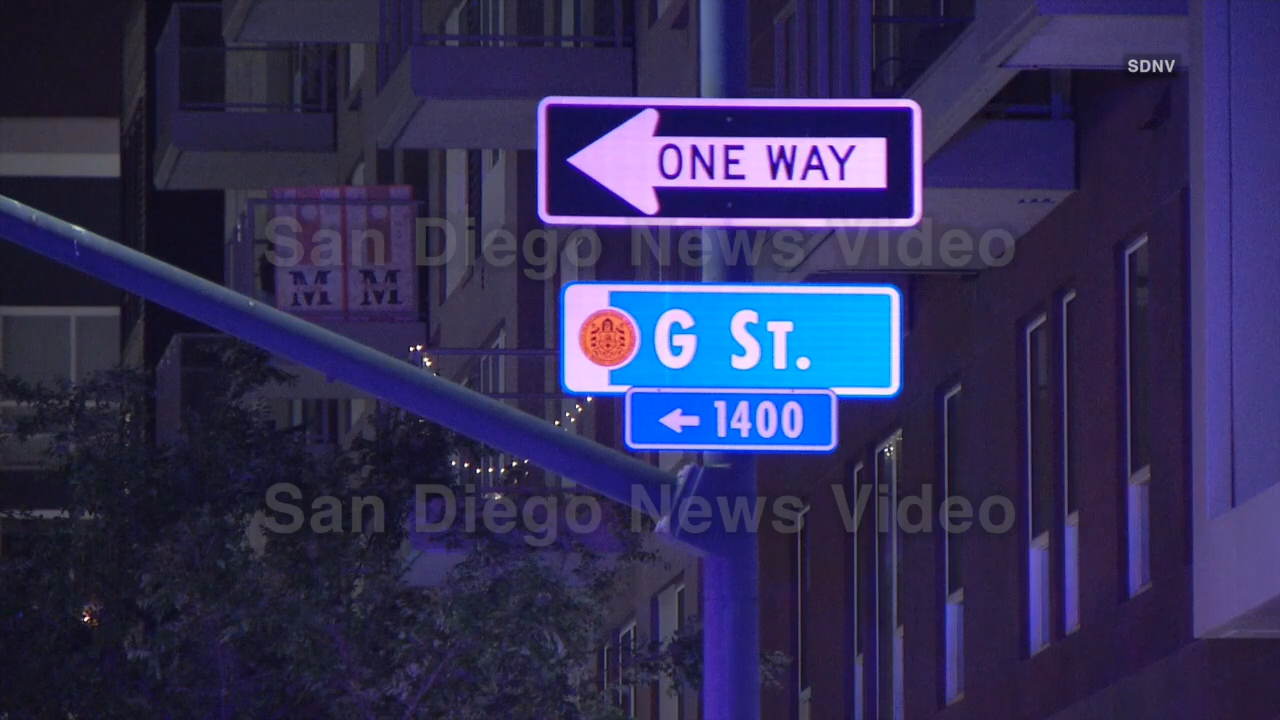 SDNV
ONE WAY
San Diego News Video
G ST.
← 1400
San Diego News Video